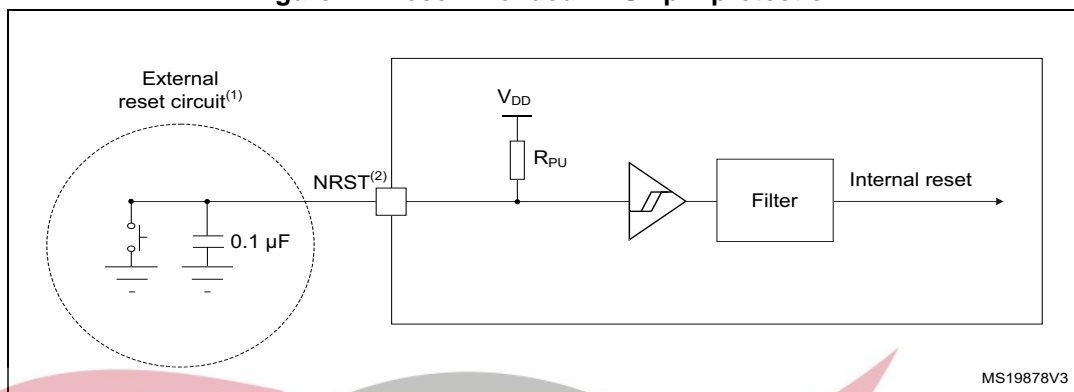 External
reset circuit(1)
VDD
RPU
NRST(2)
Internal reset
Filter
0.1 µF
MS19878V3